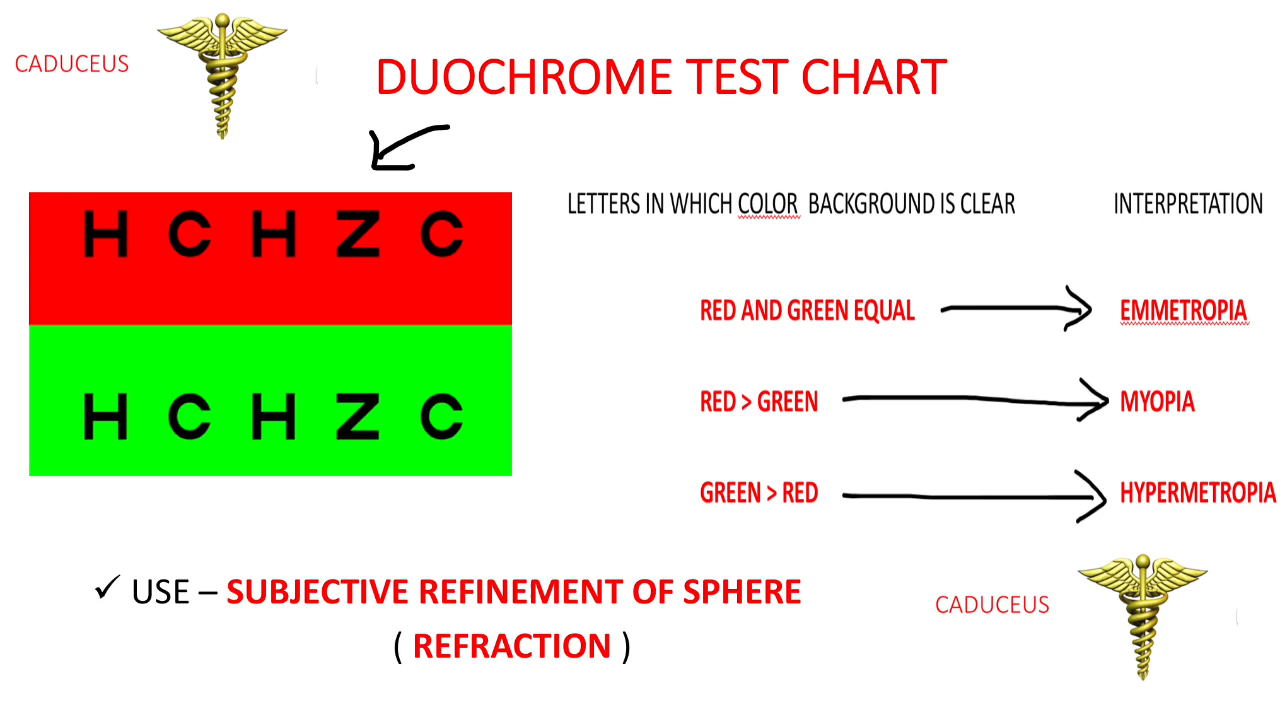 CADUCEUS
DUOCHROME TEST CHART
H C H Z C
H C H Z C
LETTERS IN WHICH COLOR BACKGROUND IS CLEAR
INTERPRETATION
RED AND GREEN EQUAL
EMMETROPIA
RED > GREEN
MYOPIA
GREEN > RED
HYPERMETROPIA
✓ USE – SUBJECTIVE REFINEMENT OF SPHERE
( REFRACTION )
CADUCEUS